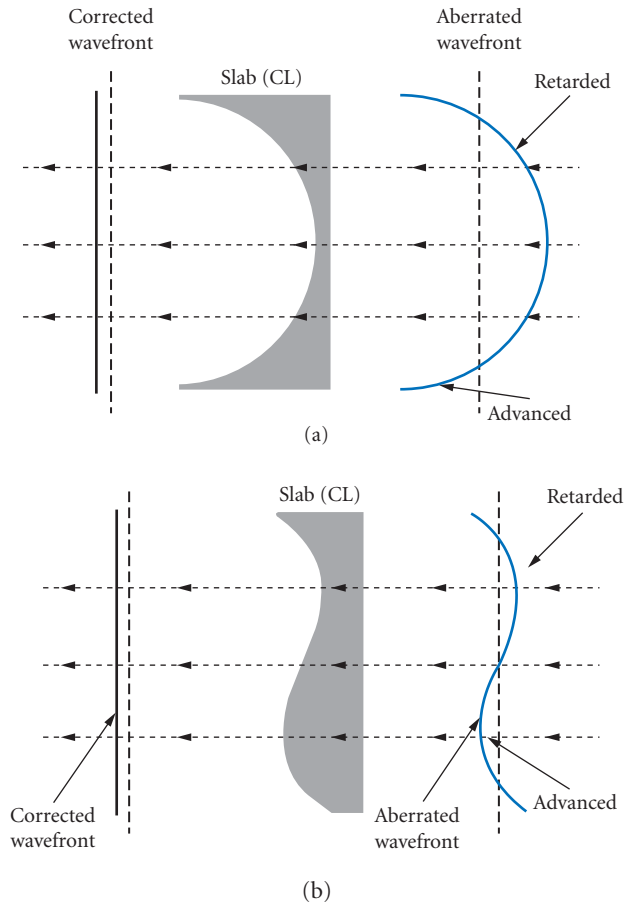 Corrected
wavefront
Aberrated
wavefront
Slab (CL)
Retarded
Advanced
(a)
Slab (CL)
Retarded
Corrected
wavefront
Aberrated
wavefront
Advanced
(b)